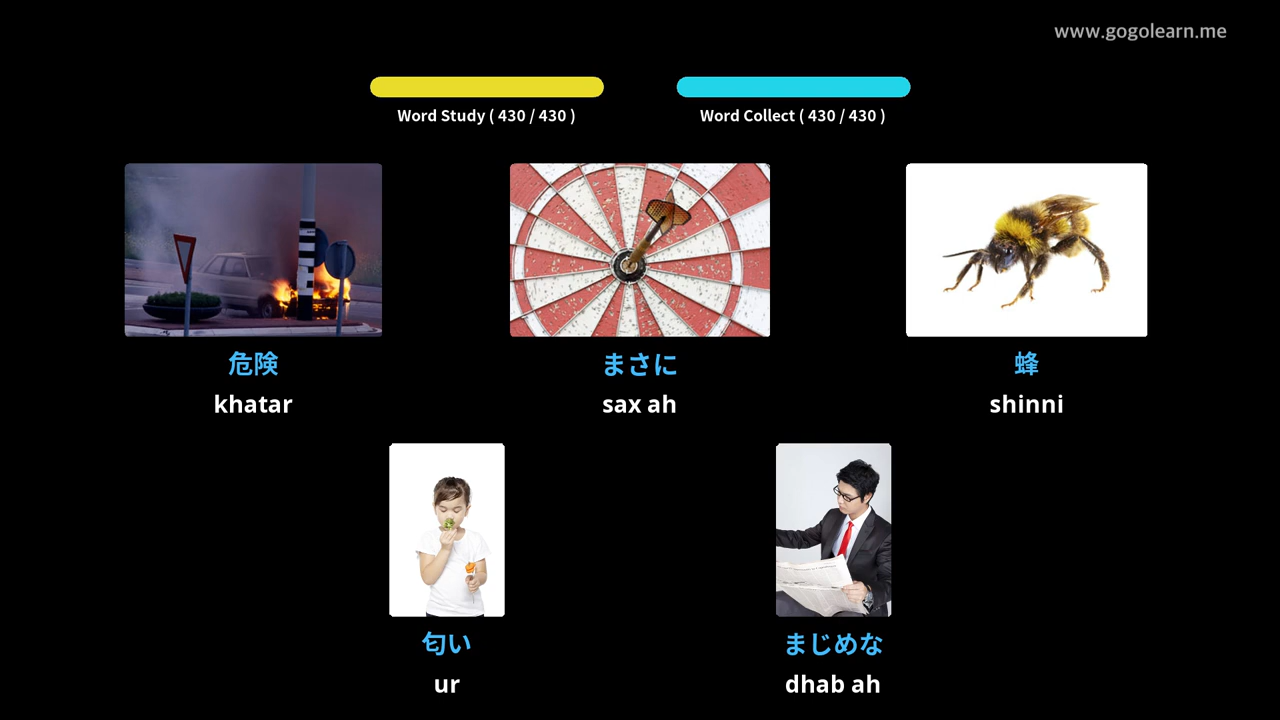 www.gogolearn.me
Word Study ( 430 / 430 )
Word Collect ( 430 / 430 )
危険
khatar
まさに
sax ah
蜂
shinni
匂い
ur
まじめな
dhab ah